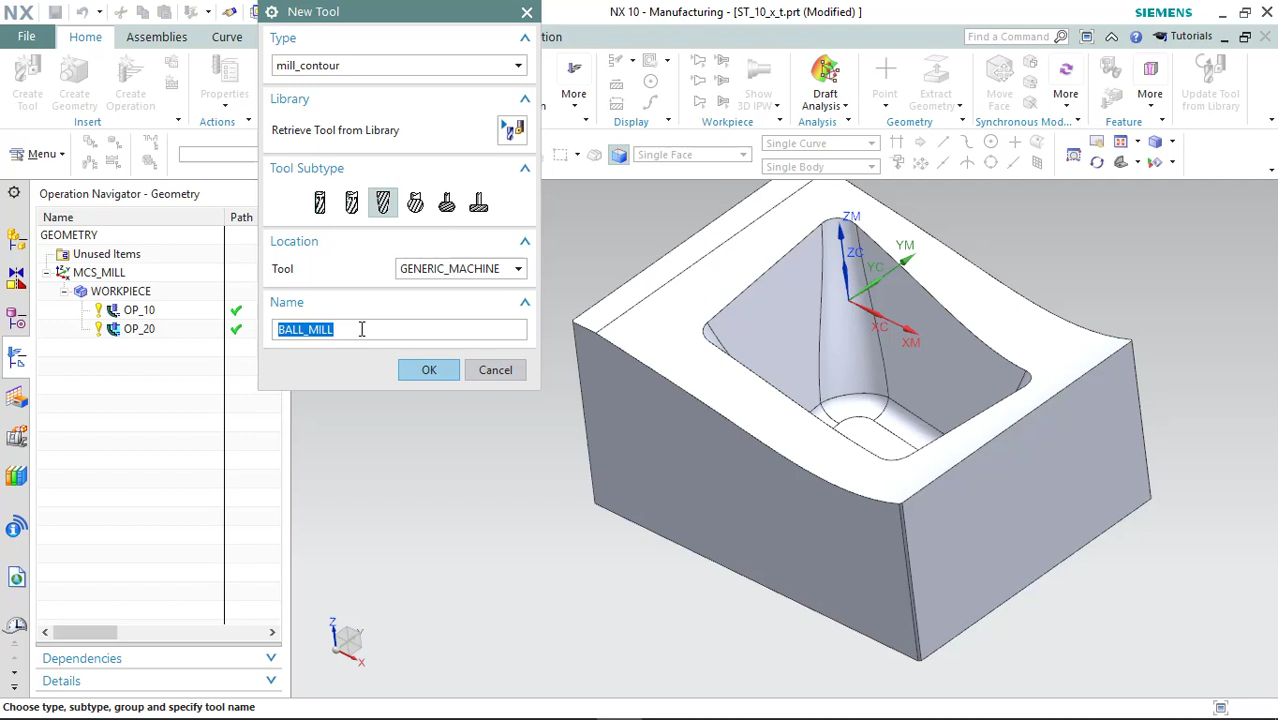 NX
NX 10 - Manufacturing - [ST_10_x_t.prt (Modified) ]
SIEMENS
File
Home
Assemblies
Curve
Find a Command
Tutorials
Create
Tool
Create
Geometry
Create
Operation
Properties
More
Show
3D IPW
Draft
Analysis
Point
Extract
Geometry
Move
Face
More
More
Update Tool
from Library
Insert
Actions
Display
Workpiece
Analysis
Geometry
Synchronous Mod...
Feature
Menu
Single Face
Single Curve
Single Body
New Tool
Type
mill_contour
Library
Retrieve Tool from Library
Tool Subtype
Location
Tool
GENERIC_MACHINE
Name
BALL_MILL
OK
Cancel
Operation Navigator - Geometry
Name
Path
GEOMETRY
Unused Items
MCS_MILL
WORKPIECE
OP_10
OP_20
Dependencies
Details
ZM
ZC
YM
YC
XC
XM
Z
Y
X
Choose type, subtype, group and specify tool name